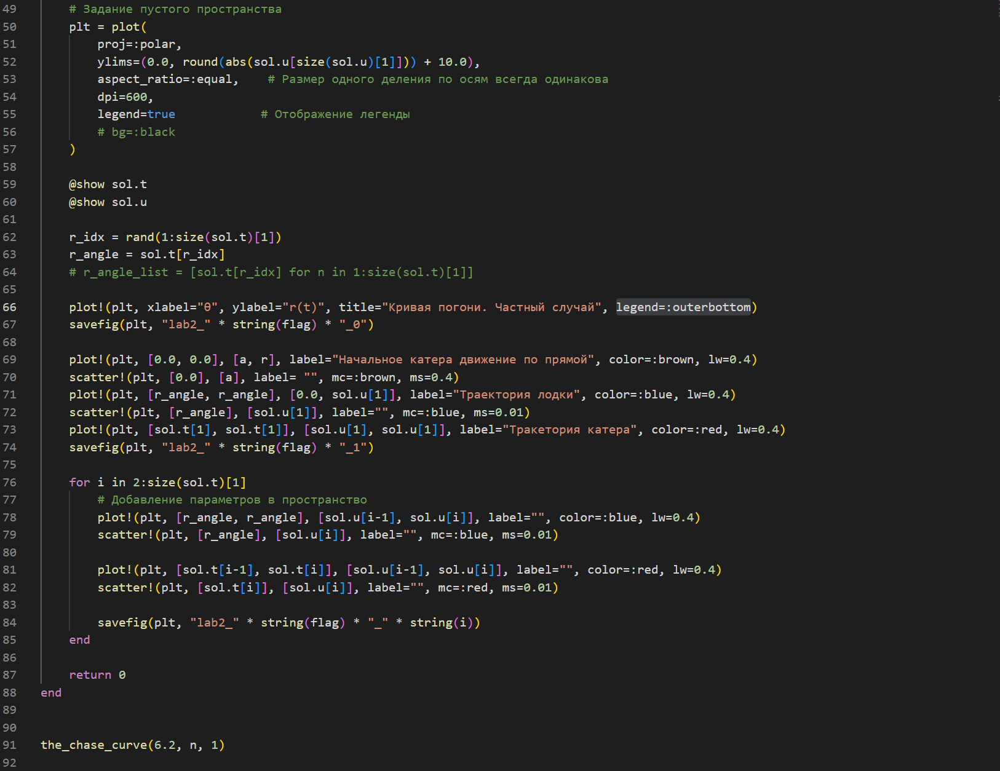 49 # Задание пустого пространства
50 plt = plot(
51 proj=:polar,
52 ylims=(0.0, round(abs(sol.u[size(sol.u)[1]])) + 10.0),
53 aspect_ratio=:equal, # Размер одного деления по осям всегда одинакова
54 dpi=600,
55 legend=true # Отображение легенды
56 # bg=:black
57 )
58
59 @show sol.t
60 @show sol.u
61
62 r_idx = rand(1:size(sol.t)[1])
63 r_angle = sol.t[r_idx]
64 # r_angle_list = [sol.t[r_idx] for n in 1:size(sol.t)[1]]
65
66 plot!(plt, xlabel="θ", ylabel="r(t)", title="Кривая погони. Частный случай", legend=:outerbottom)
67 savefig(plt, "lab2_" * string(flag) * "_0")
68
69 plot!(plt, [0.0, 0.0], [a, r], label="Начальное катера движение по прямой", color=:brown, lw=0.4)
70 scatter!(plt, [0.0], [a], label= "", mc=:brown, ms=0.4)
71 plot!(plt, [r_angle, r_angle], [0.0, sol.u[1]], label="Траектория лодки", color=:blue, lw=0.4)
72 scatter!(plt, [r_angle], [sol.u[1]], label="", mc=:blue, ms=0.01)
73 plot!(plt, [sol.t[1], sol.t[1]], [sol.u[1], sol.u[1]], label="Тракетория катера", color=:red, lw=0.4)
74 savefig(plt, "lab2_" * string(flag) * "_1")
75
76 for i in 2:size(sol.t)[1]
77 # Добавление параметров в пространство
78 plot!(plt, [r_angle, r_angle], [sol.u[i-1], sol.u[i]], label="", color=:blue, lw=0.4)
79 scatter!(plt, [r_angle], [sol.u[i]], label="", mc=:blue, ms=0.01)
80
81 plot!(plt, [sol.t[i-1], sol.t[i]], [sol.u[i-1], sol.u[i]], label="", color=:red, lw=0.4)
82 scatter!(plt, [sol.t[i]], [sol.u[i]], label="", mc=:red, ms=0.01)
83
84 savefig(plt, "lab2_" * string(flag) * "_" * string(i))
85 end
86
87 return 0
88 end
89
90
91 the_chase_curve(6.2, n, 1)
92